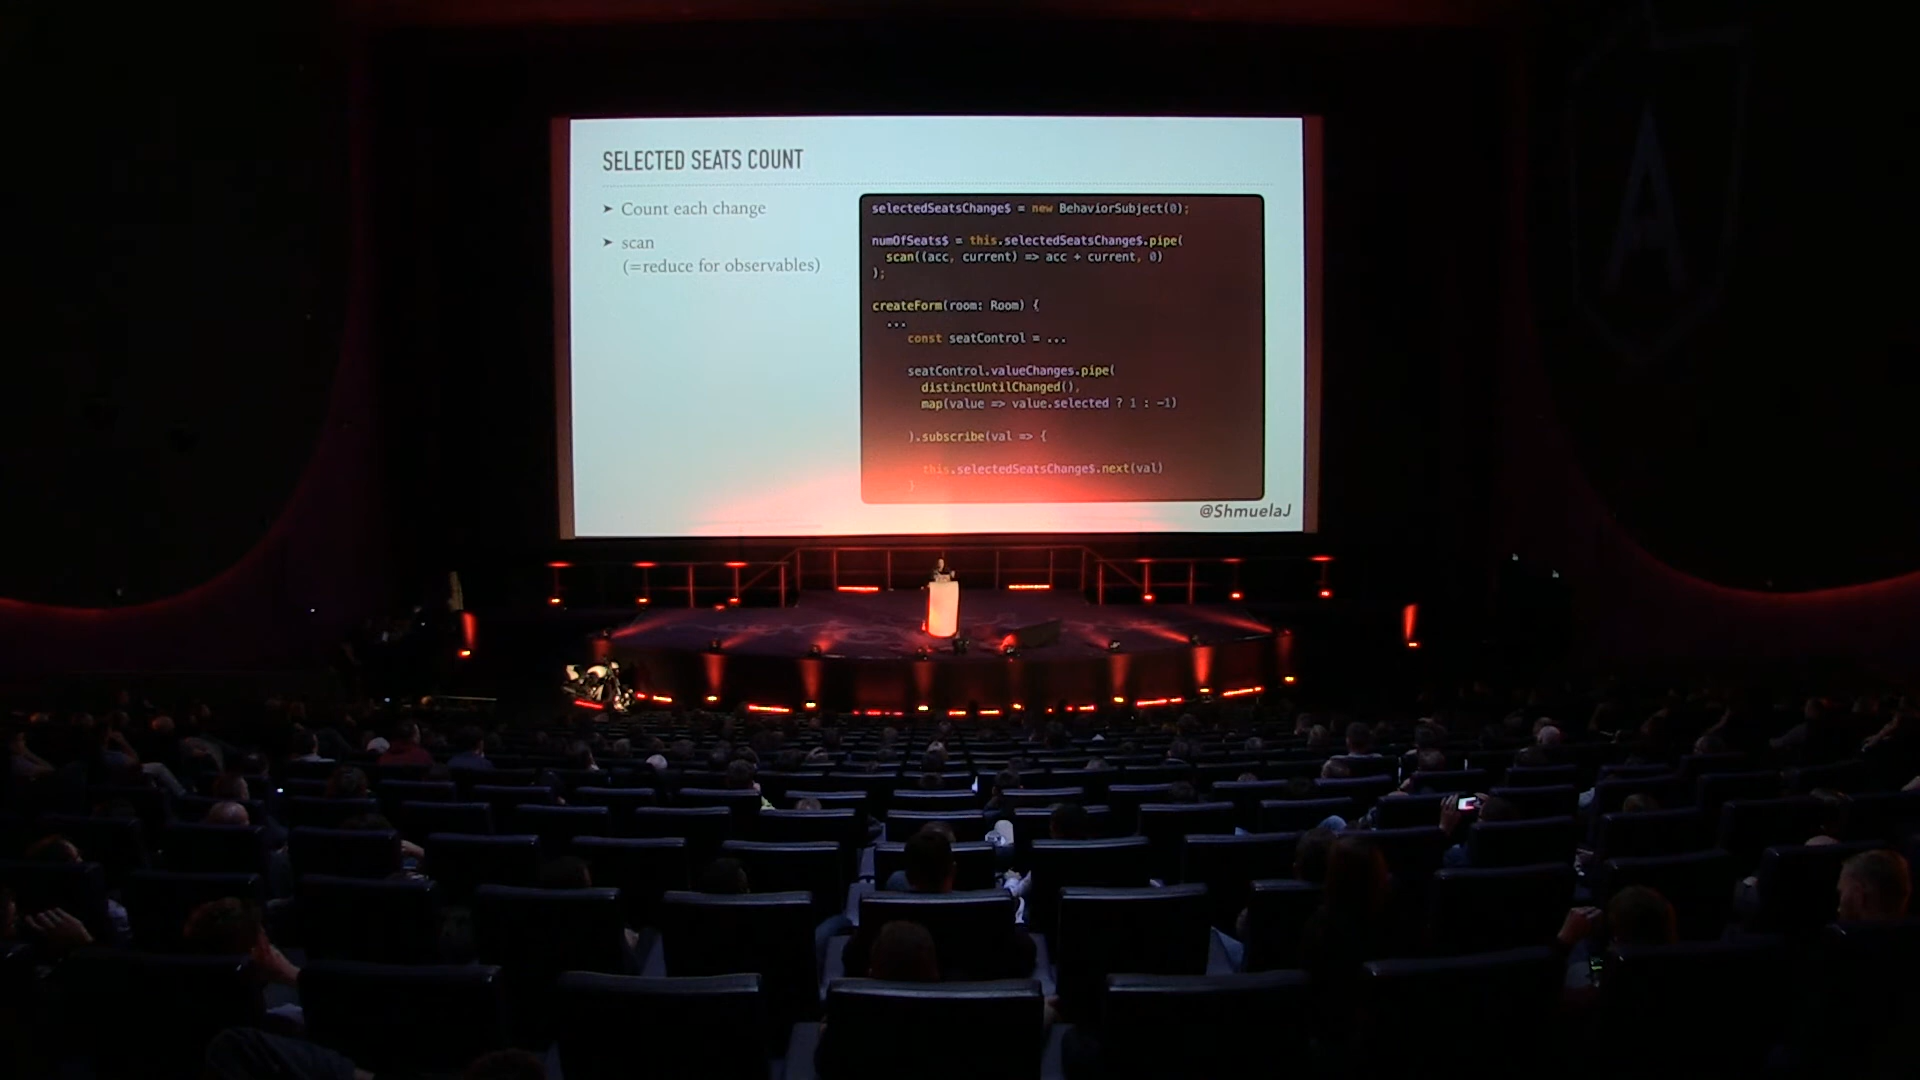 SELECTED SEATS COUNT
➤ Count each change
➤ scan
(=reduce for observables)
selectedSeatsChange$ = new BehaviorSubject(0);
numOfSeats$ = this.selectedSeatsChange$.pipe(
scan((acc, current) => acc + current, 0)
);
createForm(room: Room) {
...
const seatControl = ...
seatControl.valueChanges.pipe(
distinctUntilChanged(),
map(value => value.selected ? 1 : -1)
).subscribe(val => {
this.selectedSeatsChange$.next(val)
}
@ShmuelaJ